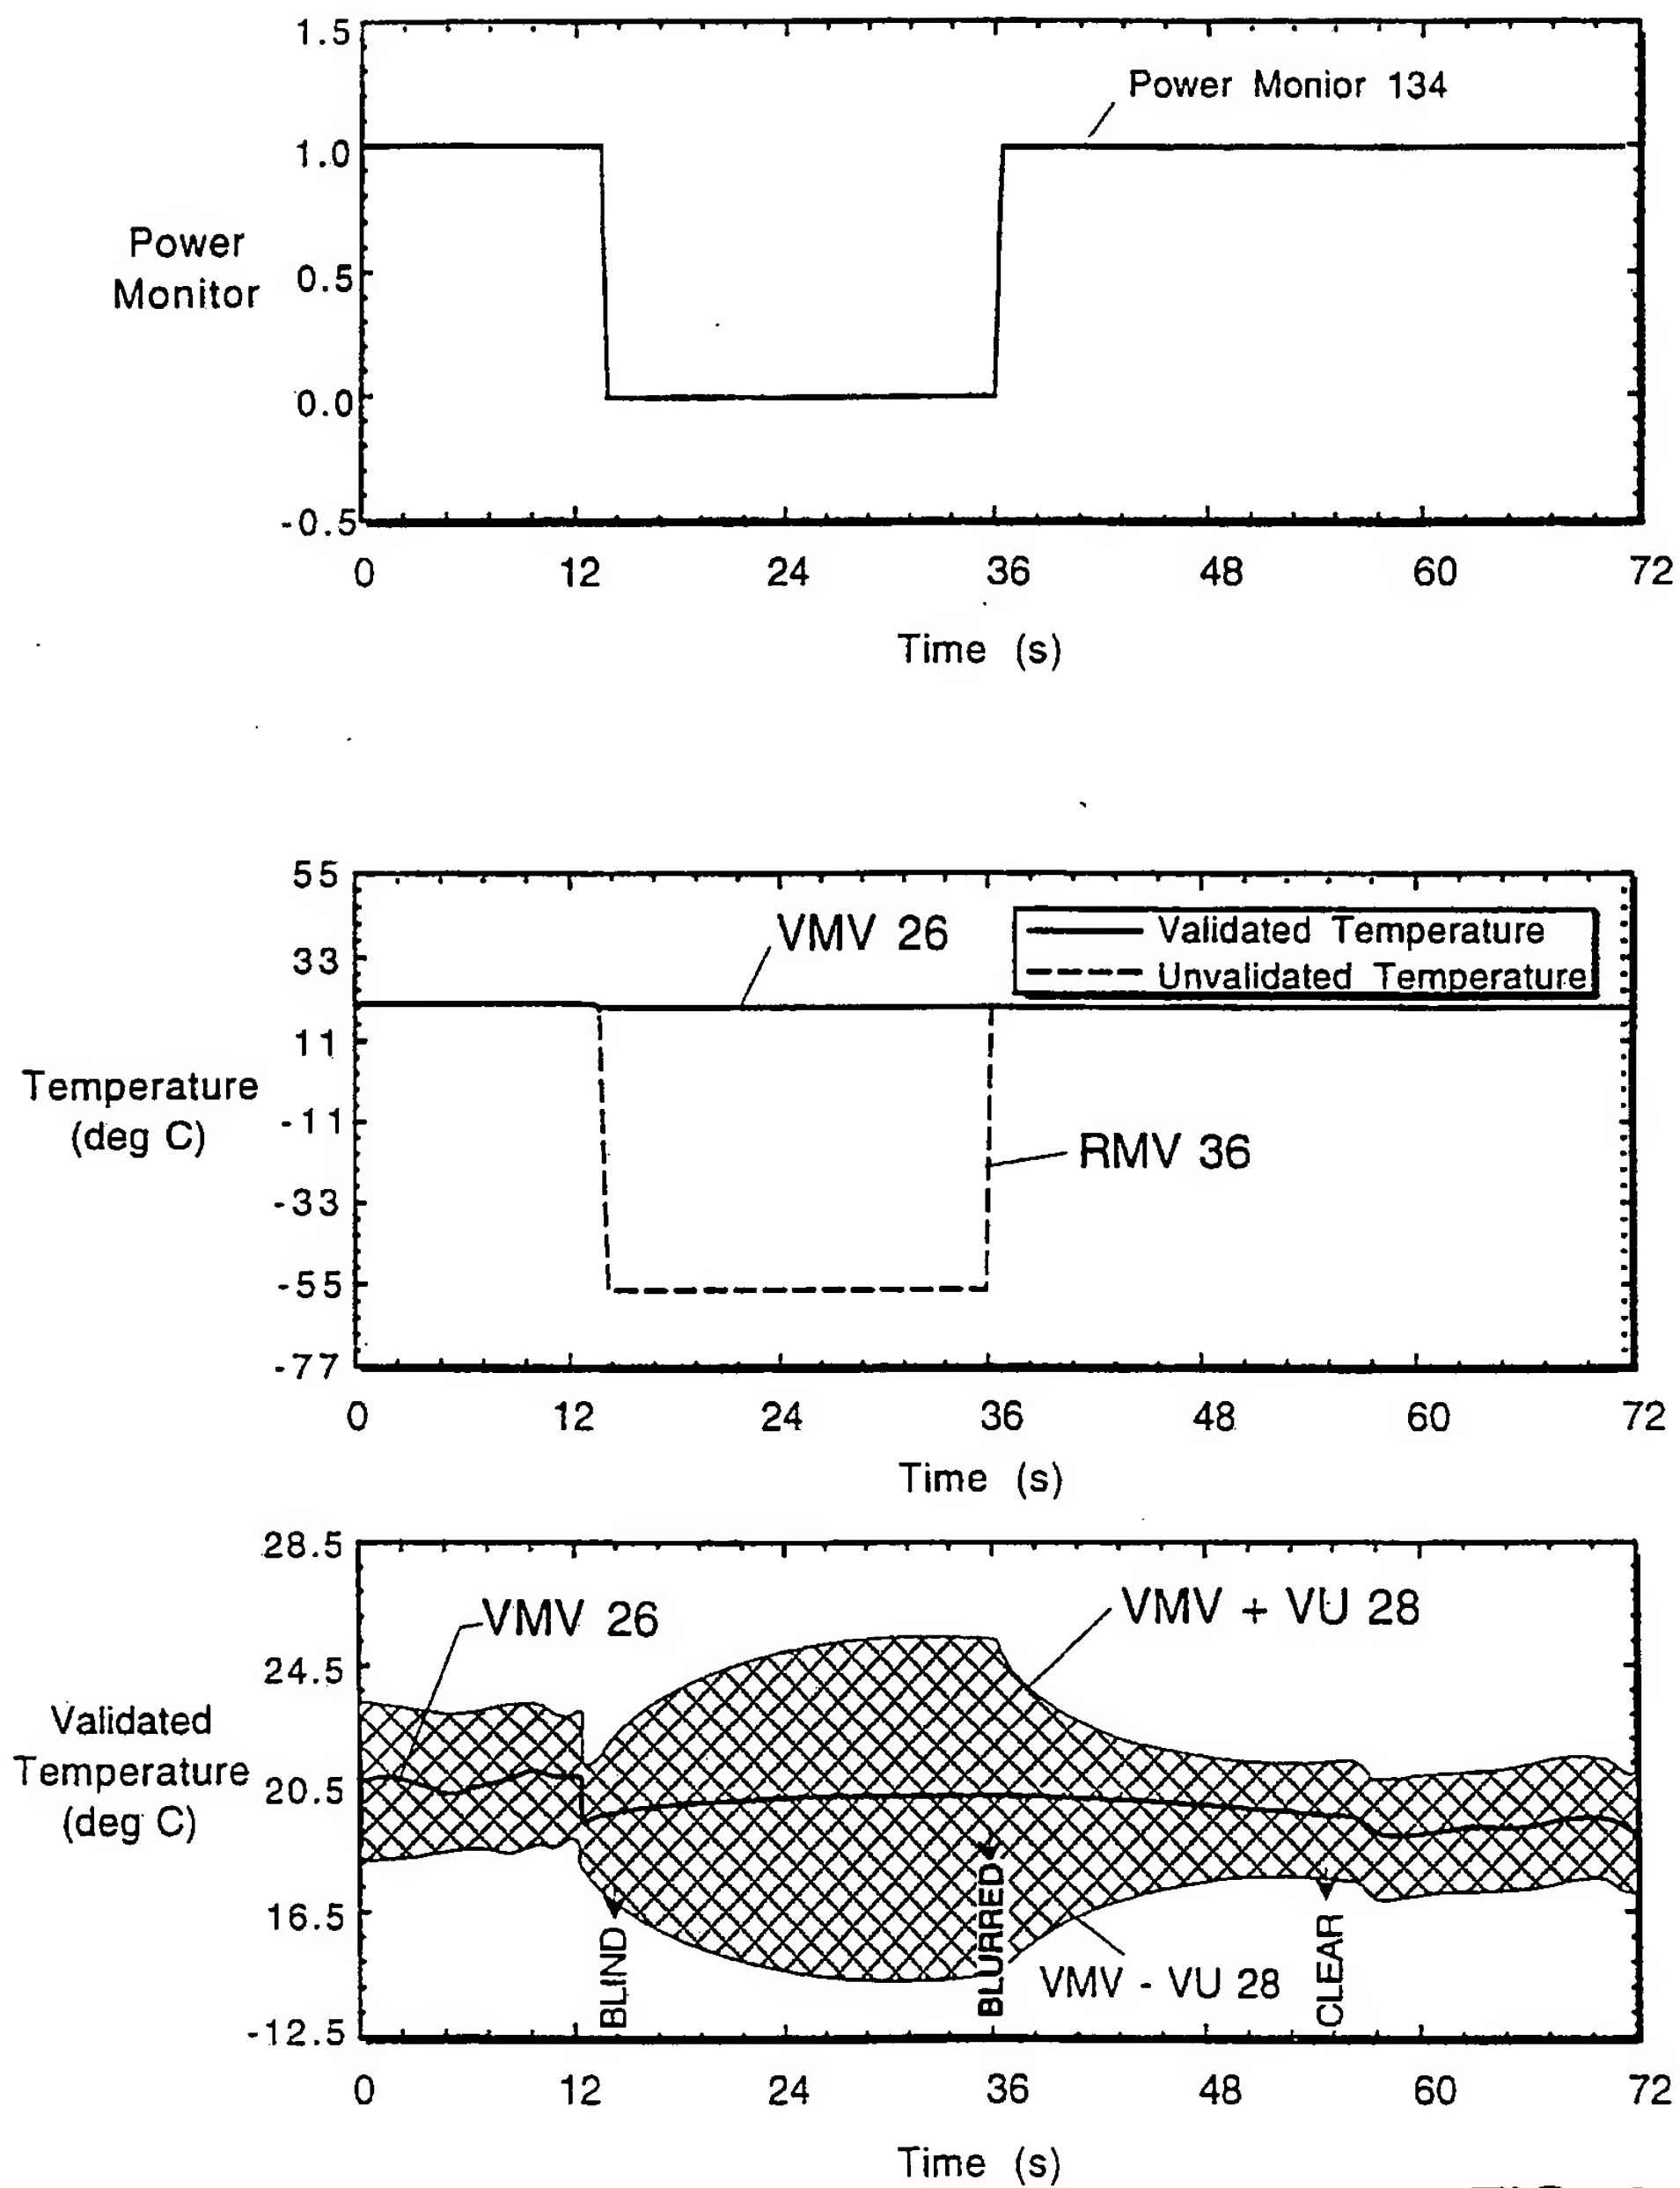 1.5
Power Monior 134
1.0
Power
Monitor
0.5
0.0
-0.5
0 12 24 36 48 60 72
Time (s)
55
VMV 26
Validated Temperature
33
Unvalidated Temperature
11
Temperature
(deg C)
-11
RMV 36
-33
-55
-77
0 12 24 36 48 60 72
Time (s)
28.5
VMV 26
VMV + VU 28
24.5
Validated
Temperature
(deg C)
20.5
16.5
BLIND
BLURRED
VMV - VU 28
CLEAR
-12.5
0 12 24 36 48 60 72
Time (s)